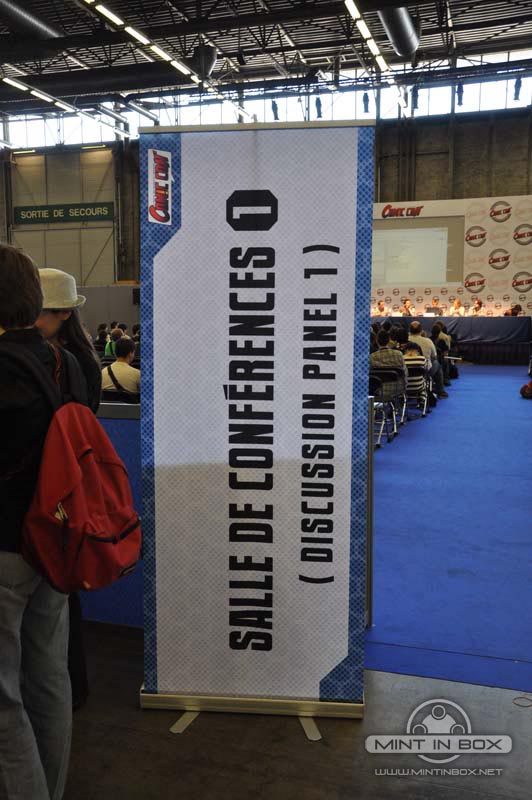 SORTIE DE SECOURS
COMIC CON'
SALLE DE CONFÉRENCES 1
( DISCUSSION PANEL 1 )
COMIC CON'
MINT IN BOX
WWW.MINTINBOX.NET